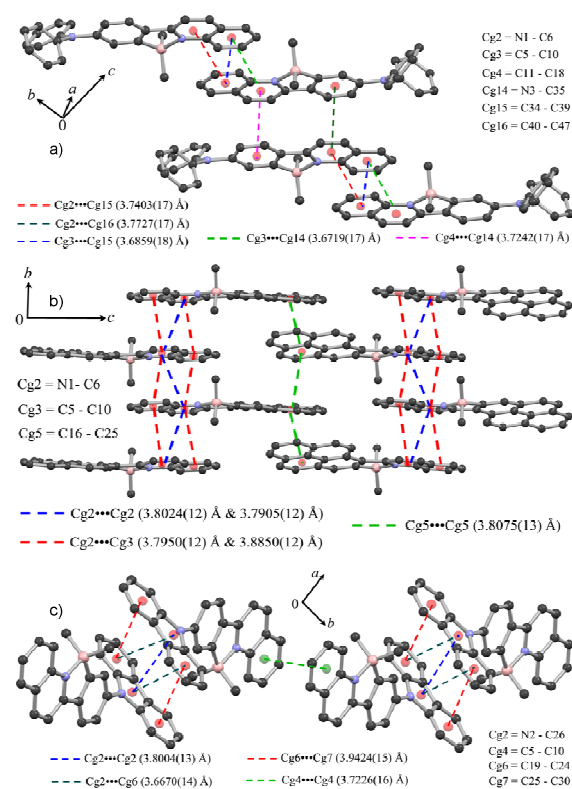 Cg2 = N1 - C6
Cg3 = C5 - C10
Cg4 = C11 - C18
Cg14 = N3 - C35
Cg15 = C34 - C39
Cg16 = C40 - C47
c
b
a
0
a)
Cg2•••Cg15 (3.7403(17) Å)
Cg2•••Cg16 (3.7727(17) Å)
Cg3•••Cg15 (3.6859(18) Å)
Cg3•••Cg14 (3.6719(17) Å)
Cg4•••Cg14 (3.7242(17) Å)
b
b)
0
c
Cg2 = N1- C6
Cg3 = C5 - C10
Cg5 = C16 - C25
Cg2•••Cg2 (3.8024(12) Å & 3.7905(12) Å)
Cg5•••Cg5 (3.8075(13) Å)
Cg2•••Cg3 (3.7950(12) Å & 3.8850(12) Å)
c)
a
0
b
Cg2 = N2 - C26
Cg4 = C5 - C10
Cg6 = C19 - C24
Cg7 = C25 - C30
Cg2•••Cg2 (3.8004(13) Å)
Cg6•••Cg7 (3.9424(15) Å)
Cg2•••Cg6 (3.6670(14) Å)
Cg4•••Cg4 (3.7226(16) Å)